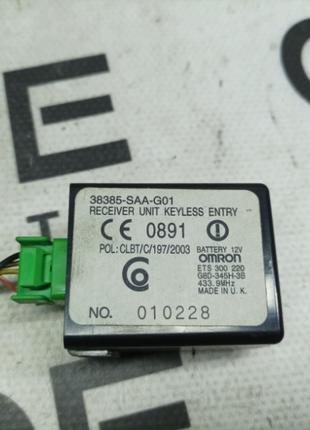 38385-SAA-G01
RECEIVER UNIT KEYLESS ENTRY
CE 0891
POL: CLBT/C/197/2003
BATTERY 12V
OMRON
ETS 300 220
G8D-345H-3B
433.9MHz
MADE IN U.K.
NO. 010228